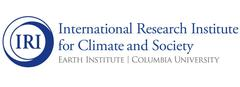 IRI
International Research Institute
for Climate and Society
EARTH INSTITUTE | COLUMBIA UNIVERSITY